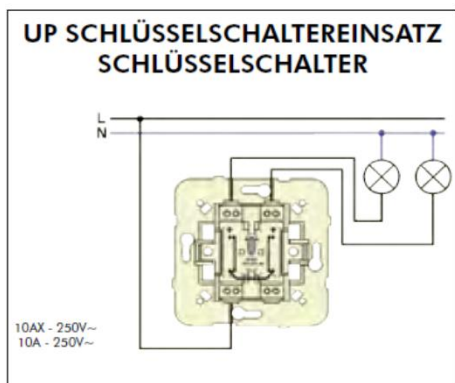 UP SCHLÜSSELSCHALTEREINSATZ
SCHLÜSSELSCHALTER
L
N
10AX - 250V~
10A - 250V~